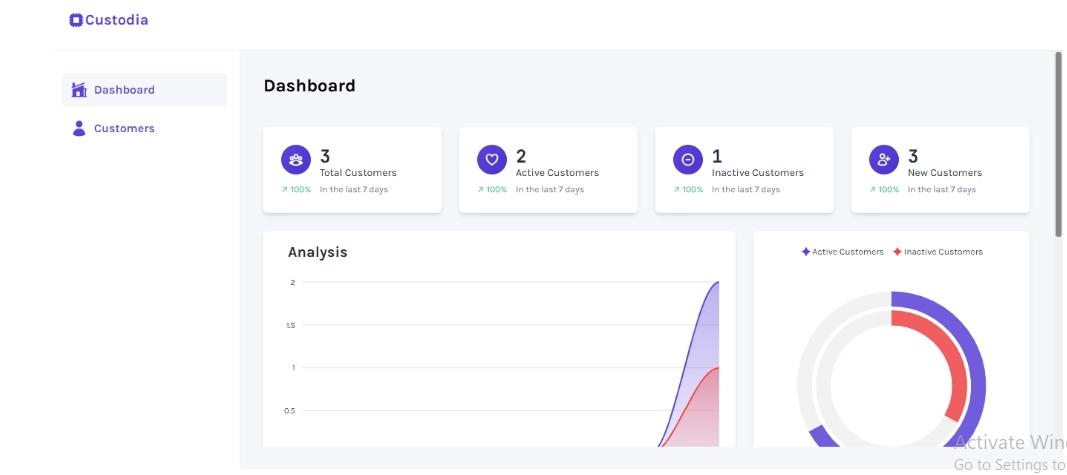 Custodia
Dashboard
Customers
Dashboard
3
Total Customers
↗ 100% In the last 7 days
2
Active Customers
↗ 100% In the last 7 days
1
Inactive Customers
↗ 100% In the last 7 days
3
New Customers
↗ 100% In the last 7 days
Analysis
2
1.5
1
0.5
Active Customers Inactive Customers
Activate Win
Go to Settings to